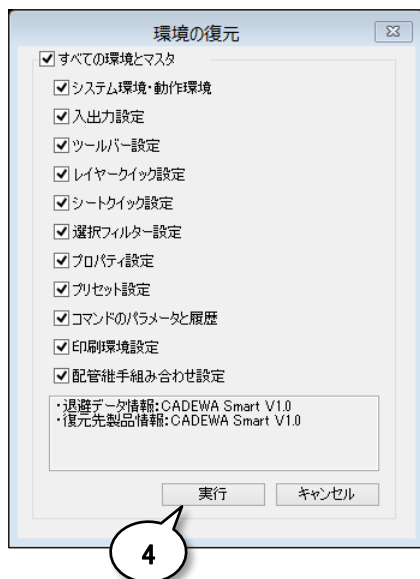 環境の復元
すべての環境とマスタ
システム環境・動作環境
入出力設定
ツールバー設定
レイヤークイック設定
シートクイック設定
選択フィルター設定
プロパティ設定
プリセット設定
コマンドのパラメータと履歴
印刷環境設定
配管継手組み合わせ設定
・退避データ情報:CADEWA Smart V1.0
・復元先製品情報:CADEWA Smart V1.0
実行 キャンセル
4